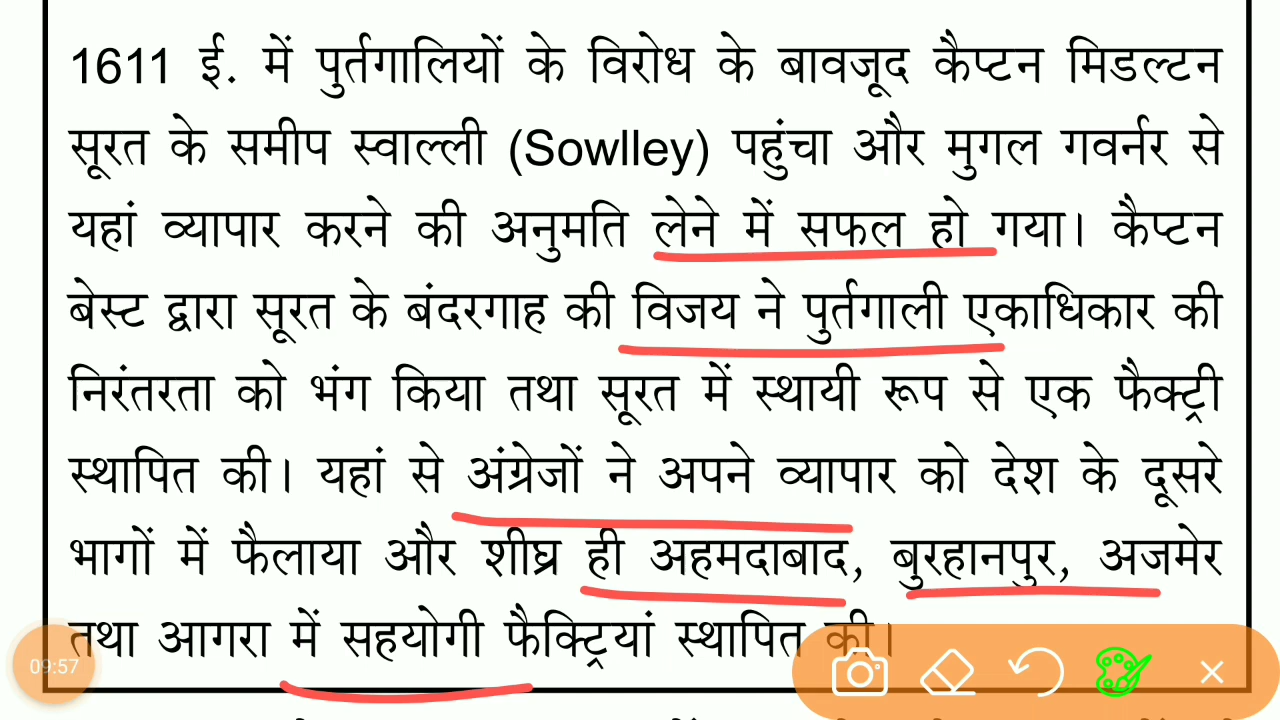 1611 ई. में पुर्तगालियों के विरोध के बावजूद कैप्टन मिडल्टन
सूरत के समीप स्वाल्ली (Sowlley) पहुंचा और मुगल गवर्नर से
यहां व्यापार करने की अनुमति लेने में सफल हो गया। कैप्टन
बेस्ट द्वारा सूरत के बंदरगाह की विजय ने पुर्तगाली एकाधिकार की
निरंतरता को भंग किया तथा सूरत में स्थायी रूप से एक फैक्ट्री
स्थापित की। यहां से अंग्रेजों ने अपने व्यापार को देश के दूसरे
भागों में फैलाया और शीघ्र ही अहमदाबाद, बुरहानपुर, अजमेर
तथा आगरा में सहयोगी फैक्ट्रियां स्थापित की।
09:57